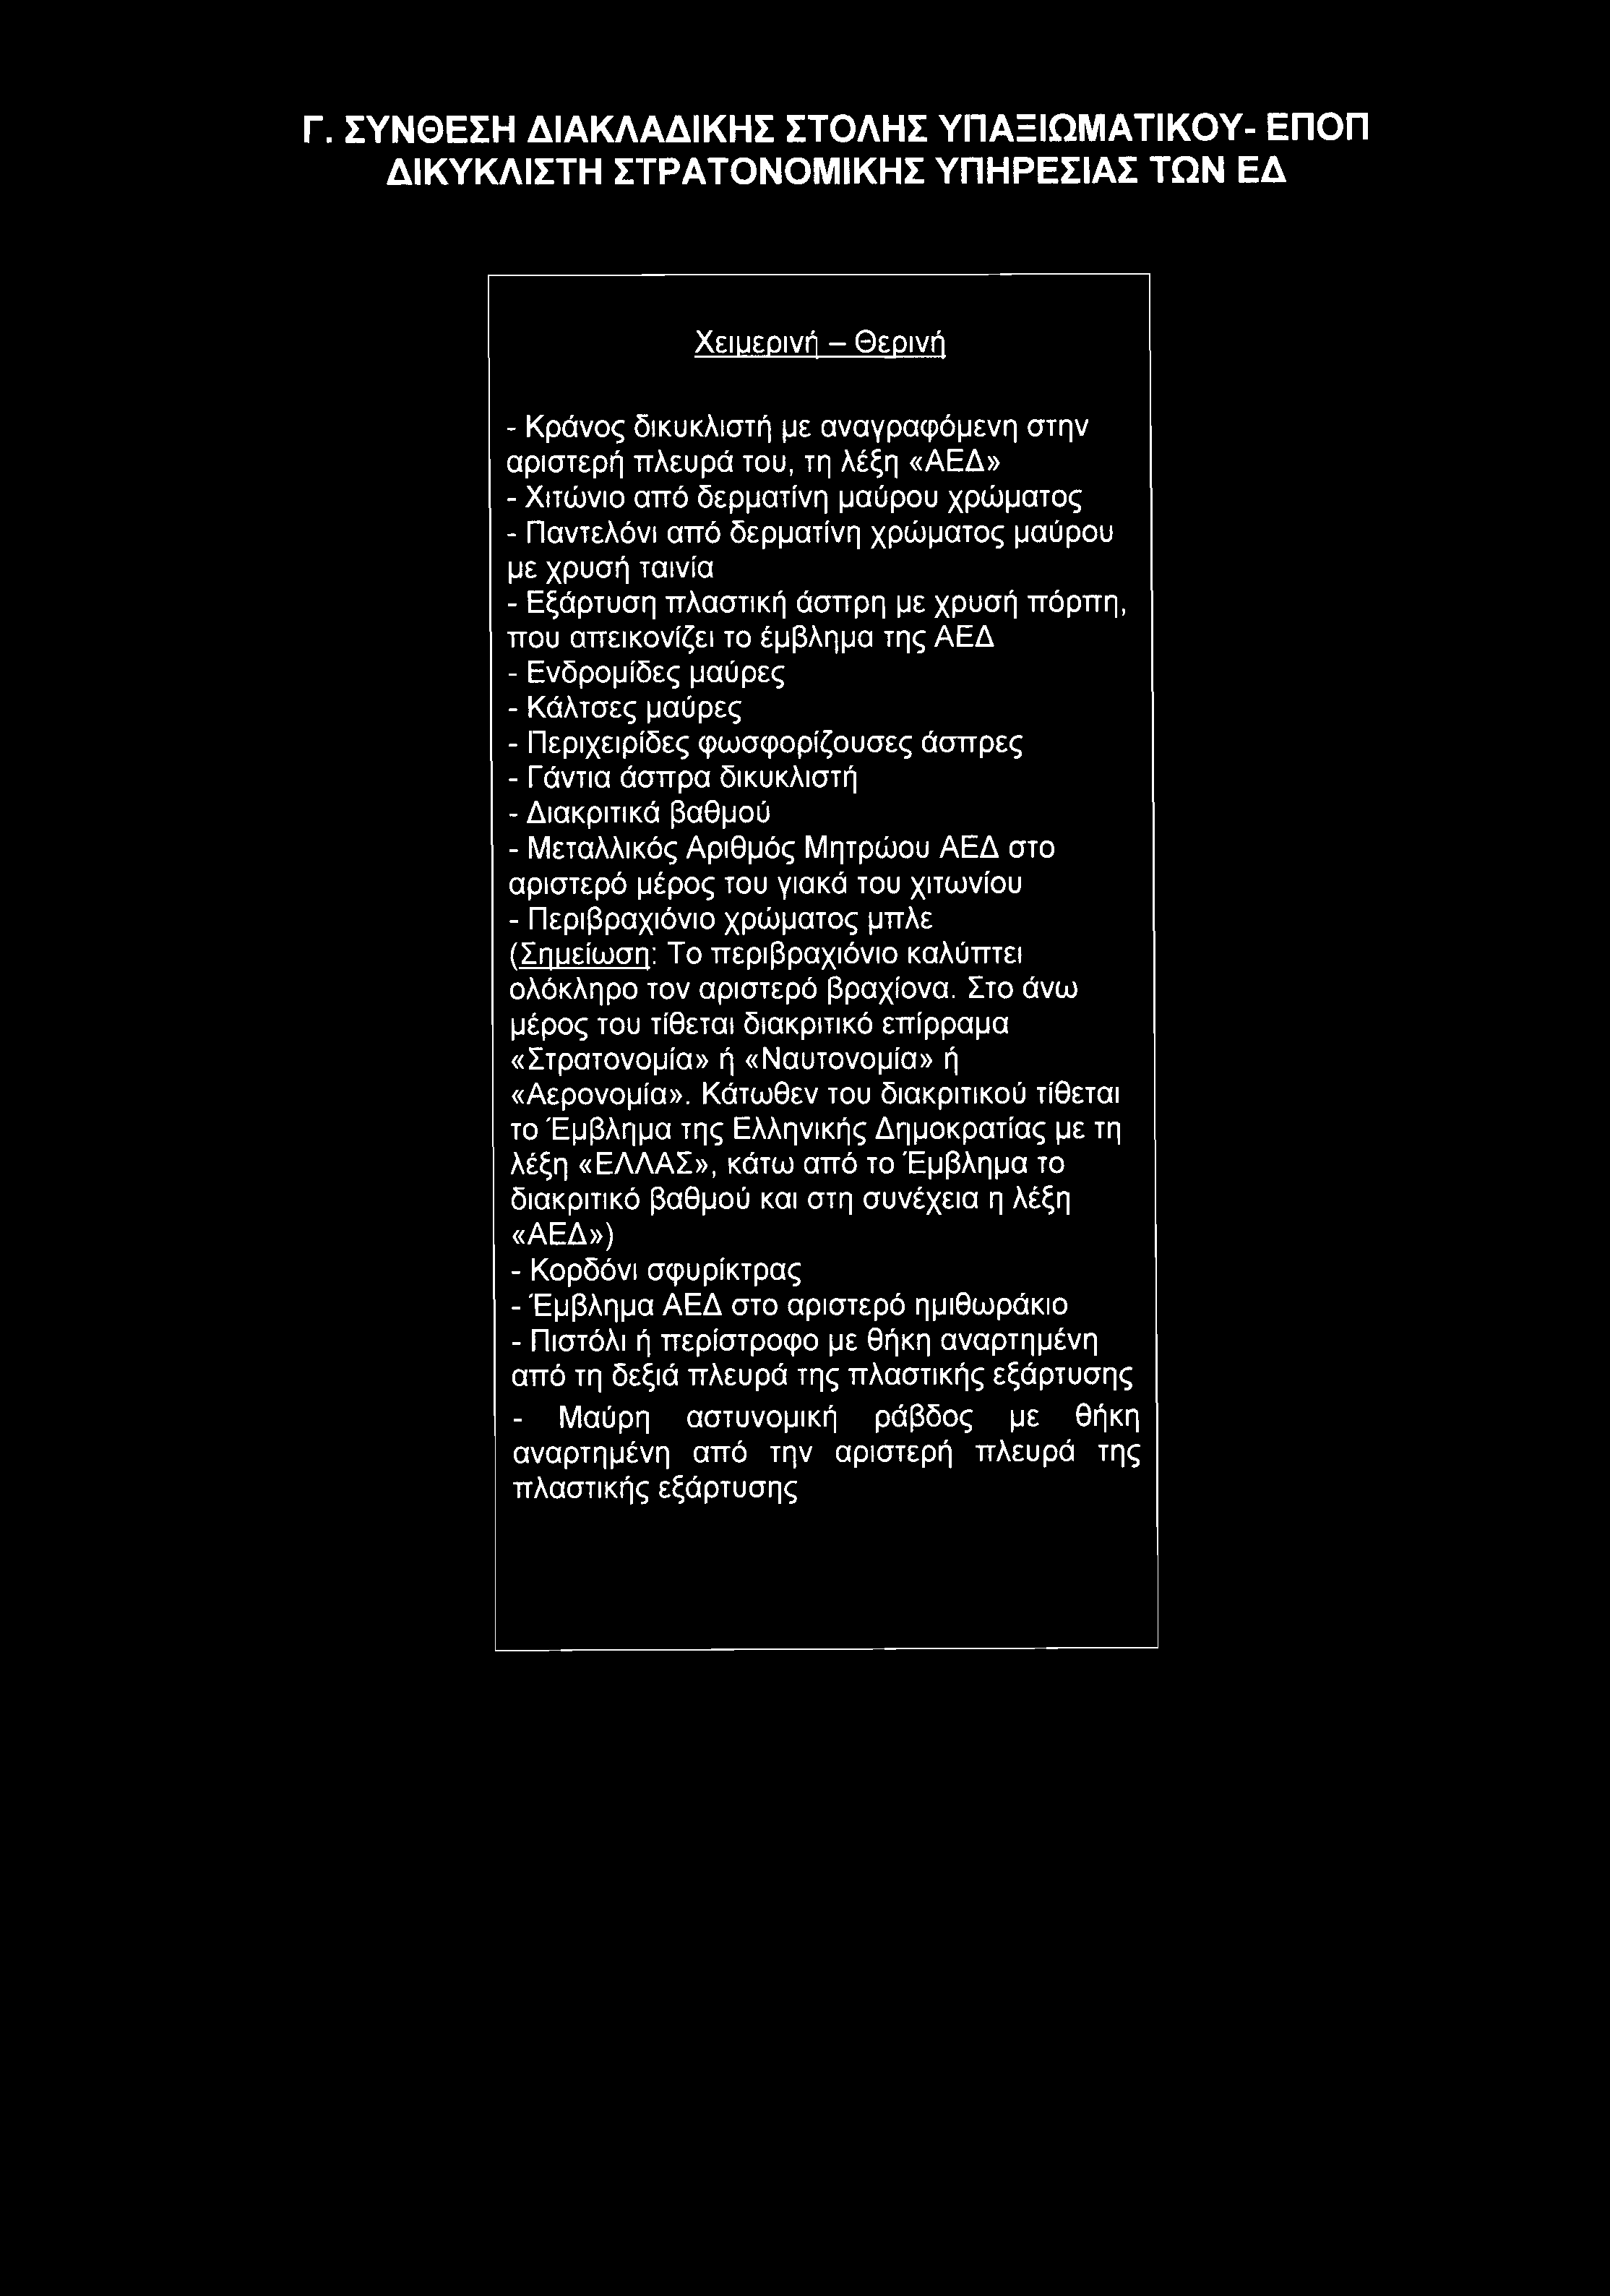 Γ. ΣΥΝΘΕΣΗ ΔΙΑΚΛΑΔΙΚΗΣ ΣΤΟΛΗΣ ΥΠΑΞΙΩΜΑΤΙΚΟΥ- ΕΠΟΠ
ΔΙΚΥΚΛΙΣΤΗ ΣΤΡΑΤΟΝΟΜΙΚΗΣ ΥΠΗΡΕΣΙΑΣ ΤΩΝ ΕΔ
Χειμερινή – Θερινή
- Κράνος δικυκλιστή με αναγραφόμενη στην
αριστερή πλευρά του, τη λέξη «ΑΕΔ»
- Χιτώνιο από δερματίνη μαύρου χρώματος
- Παντελόνι από δερματίνη χρώματος μαύρου
με χρυσή ταινία
- Εξάρτυση πλαστική άσπρη με χρυσή πόρπη,
που απεικονίζει το έμβλημα της ΑΕΔ
- Ενδρομίδες μαύρες
- Κάλτσες μαύρες
- Περιχειρίδες φωσφορίζουσες άσπρες
- Γάντια άσπρα δικυκλιστή
- Διακριτικά βαθμού
- Μεταλλικός Αριθμός Μητρώου ΑΕΔ στο
αριστερό μέρος του γιακά του χιτωνίου
- Περιβραχιόνιο χρώματος μπλε
(Σημείωση: Το περιβραχιόνιο καλύπτει
ολόκληρο τον αριστερό βραχίονα. Στο άνω
μέρος του τίθεται διακριτικό επίρραμα
«Στρατονομία» ή «Ναυτονομία» ή
«Αερονομία». Κάτωθεν του διακριτικού τίθεται
το Έμβλημα της Ελληνικής Δημοκρατίας με τη
λέξη «ΕΛΛΑΣ», κάτω από το Έμβλημα το
διακριτικό βαθμού και στη συνέχεια η λέξη
«ΑΕΔ»)
- Κορδόνι σφυρίκτρας
- Έμβλημα ΑΕΔ στο αριστερό ημιθωράκιο
- Πιστόλι ή περίστροφο με θήκη αναρτημένη
από τη δεξιά πλευρά της πλαστικής εξάρτυσης
- Μαύρη αστυνομική ράβδος με θήκη
αναρτημένη από την αριστερή πλευρά της
πλαστικής εξάρτυσης